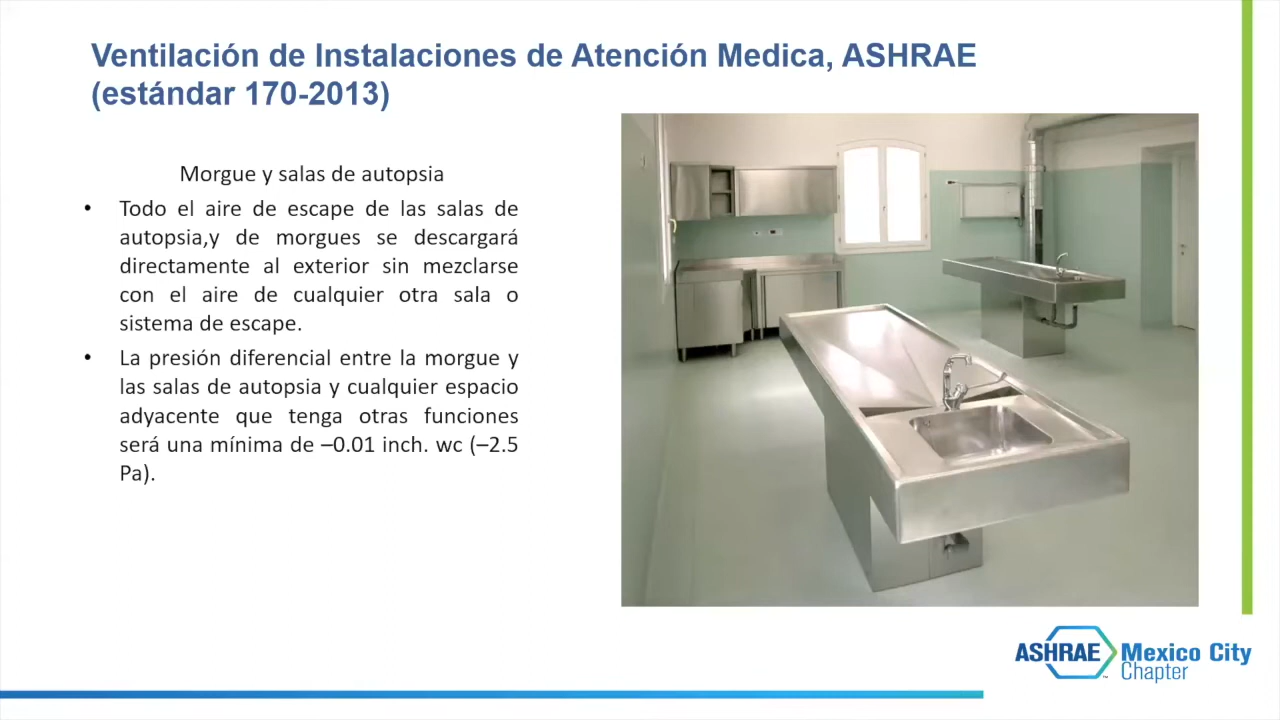 Ventilación de Instalaciones de Atención Medica, ASHRAE
(estándar 170-2013)
Morgue y salas de autopsia
• Todo el aire de escape de las salas de
autopsia,y de morgues se descargará
directamente al exterior sin mezclarse
con el aire de cualquier otra sala o
sistema de escape.
• La presión diferencial entre la morgue y
las salas de autopsia y cualquier espacio
adyacente que tenga otras funciones
será una mínima de –0.01 inch. wc (–2.5
Pa).
ASHRAE Mexico City
Chapter